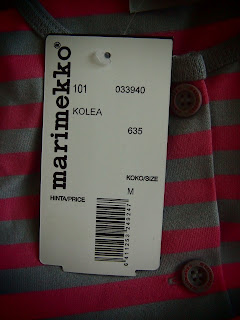 marimekko®
101 033940
KOLEA
635
KOKO/SIZE
M
HINTA/PRICE